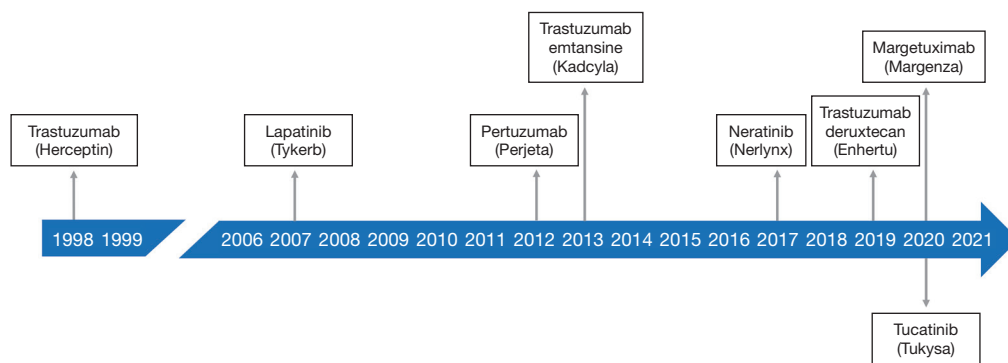 Trastuzumab
emtansine
(Kadcyla)
Margetuximab
(Margenza)
Trastuzumab
(Herceptin)
Lapatinib
(Tykerb)
Pertuzumab
(Perjeta)
Neratinib
(Nerlynx)
Trastuzumab
deruxtecan
(Enhertu)
1998 1999 2006 2007 2008 2009 2010 2011 2012 2013 2014 2015 2016 2017 2018 2019 2020 2021
Tucatinib
(Tukysa)